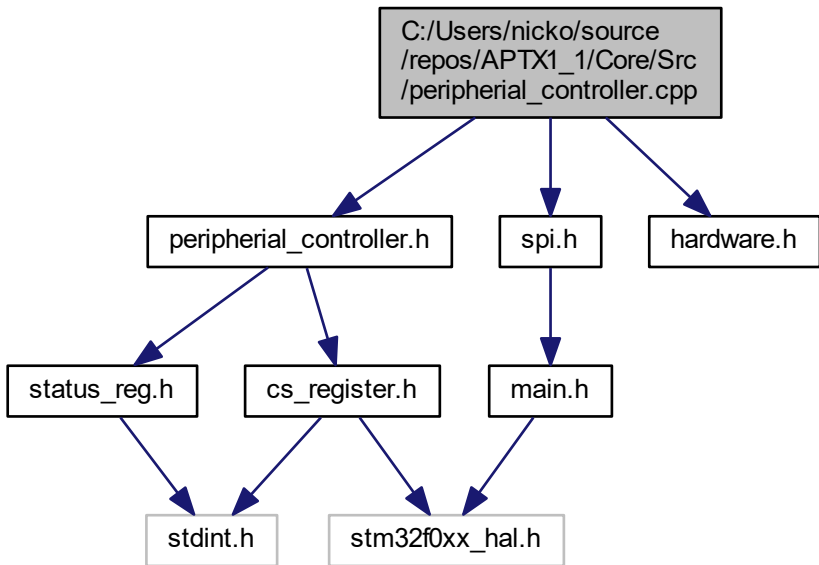 C:/Users/nicko/source
/repos/APTX1_1/Core/Src
/peripherial_controller.cpp
peripherial_controller.h
spi.h
hardware.h
status_reg.h
cs_register.h
main.h
stdint.h
stm32f0xx_hal.h